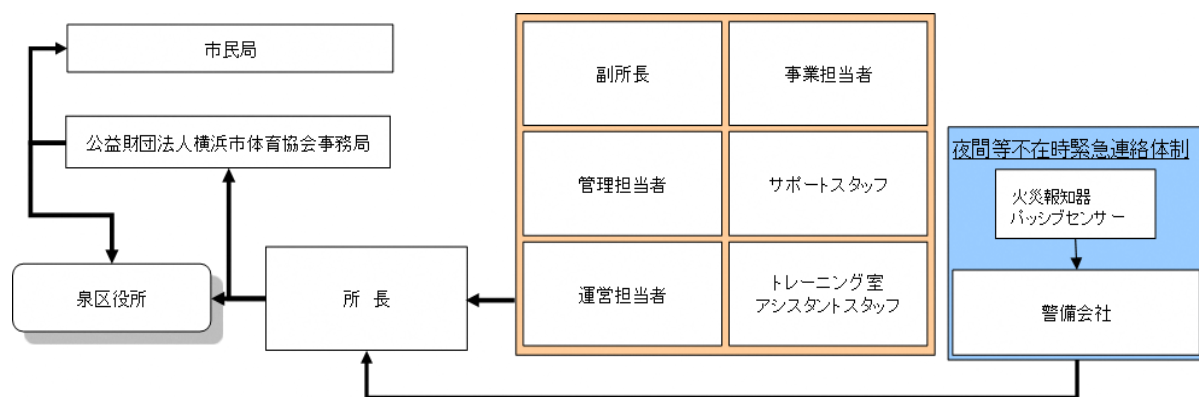 市民局
公益財団法人横浜市体育協会事務局
泉区役所
所 長
副所長
事業担当者
管理担当者
サポートスタッフ
運営担当者
トレーニング室
アシスタントスタッフ
夜間等不在時緊急連絡体制
火災報知器
パッシブセンサー
警備会社